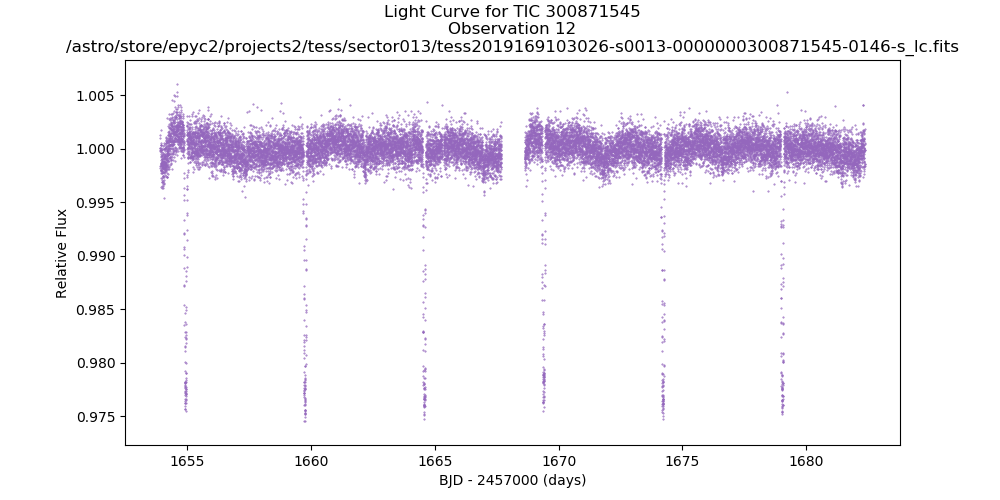 Light Curve for TIC 300871545
Observation 12
/astro/store/epyc2/projects2/tess/sector013/tess2019169103026-s0013-0000000300871545-0146-s_lc.fits
1.005
1.000
0.995
0.990
0.985
0.980
0.975
Relative Flux
1655 1660 1665 1670 1675 1680
BJD - 2457000 (days)